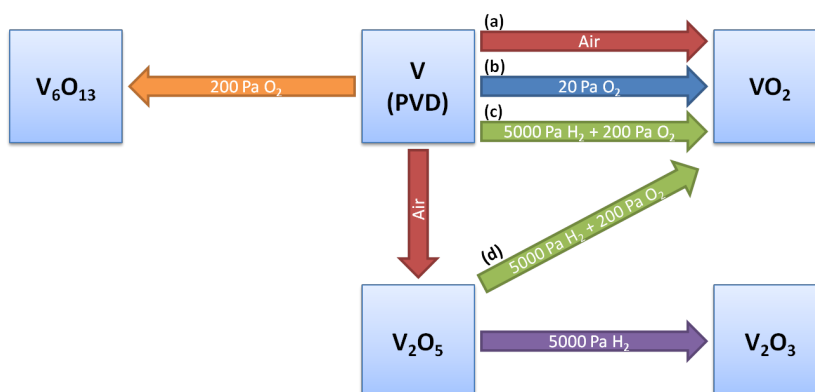 (a)
Air
V₆O₁₃
200 Pa O₂
V
(PVD)
(b)
20 Pa O₂
VO₂
(c)
5000 Pa H₂ + 200 Pa O₂
Air
(d)
5000 Pa H₂ + 200 Pa O₂
V₂O₅
5000 Pa H₂
V₂O₃